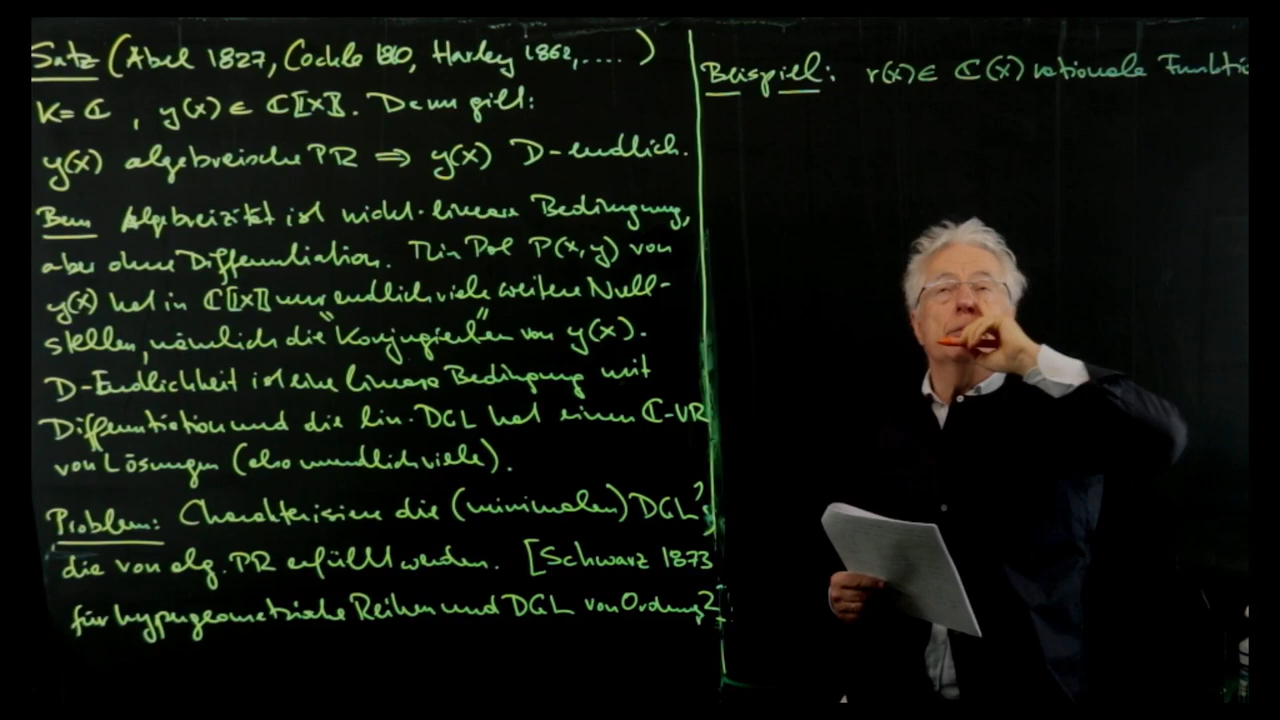 Satz (Abel 1827, Cockle 1860, Harley 1862, .... )
K = ℂ , y(x) ∈ ℂ[[x]]. Dann gilt:
y(x) algebraische PR ⇒ y(x) D-endlich.
Bem Algebraizität ist nicht-lineare Bedingung,
aber ohne Differentiation. Min Pol P(x,y) von
y(x) hat in ℂ[[x]] nur endlich viele weitere Null-
stellen, nämlich die "Konjugierten" von y(x).
D-Endlichkeit ist eine lineare Bedingung mit
Differentiation und die lin. DGL hat einen ℂ-VR
von Lösungen (also unendlich viele).
Problem: Charakterisiere die (minimalen) DGL's
die von alg. PR erfüllt werden. [Schwarz 1873
für hypergeometrische Reihen und DGL von Ordnung 2
Beispiel: r(x) ∈ ℂ(x) rationale Funktio